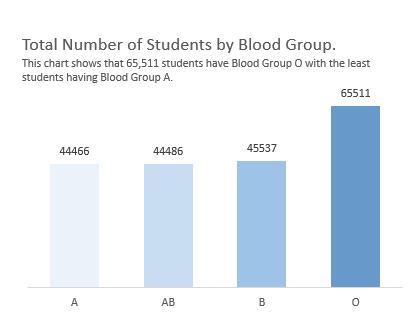 Total Number of Students by Blood Group.
This chart shows that 65,511 students have Blood Group O with the least
students having Blood Group A.
65511
44466 44486 45537
A AB B O